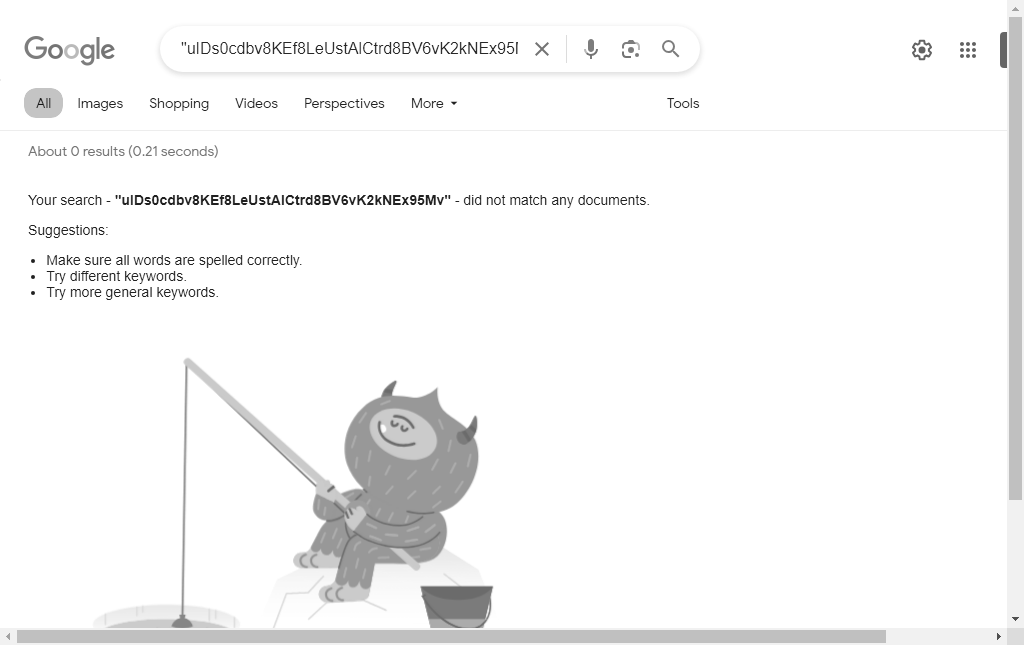 Google
"uIDs0cdbv8KEf8LeUstAlCtrd8BV6vK2kNEx95M
All
Images
Shopping
Videos
Perspectives
More
Tools
About 0 results (0.21 seconds)
Your search - "uIDs0cdbv8KEf8LeUstAlCtrd8BV6vK2kNEx95Mv" - did not match any documents.
Suggestions:
Make sure all words are spelled correctly.
Try different keywords.
Try more general keywords.